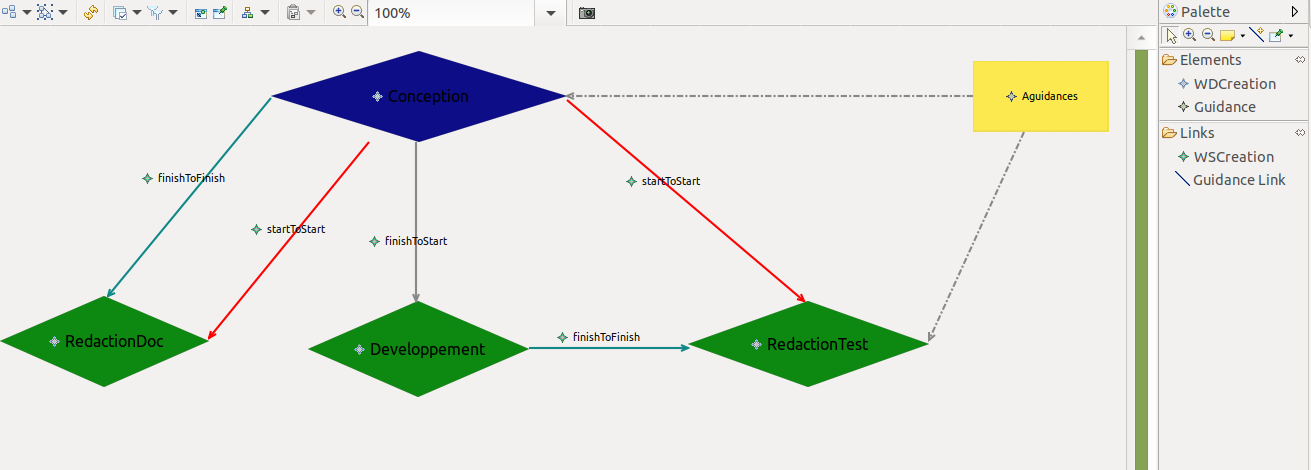 100%
Palette
Elements
WDCreation
Guidance
Links
WSCreation
Guidance Link
Conception
Aguidances
finishToFinish
startToStart
startToStart
finishToStart
finishToFinish
RedactionDoc
Developpement
RedactionTest